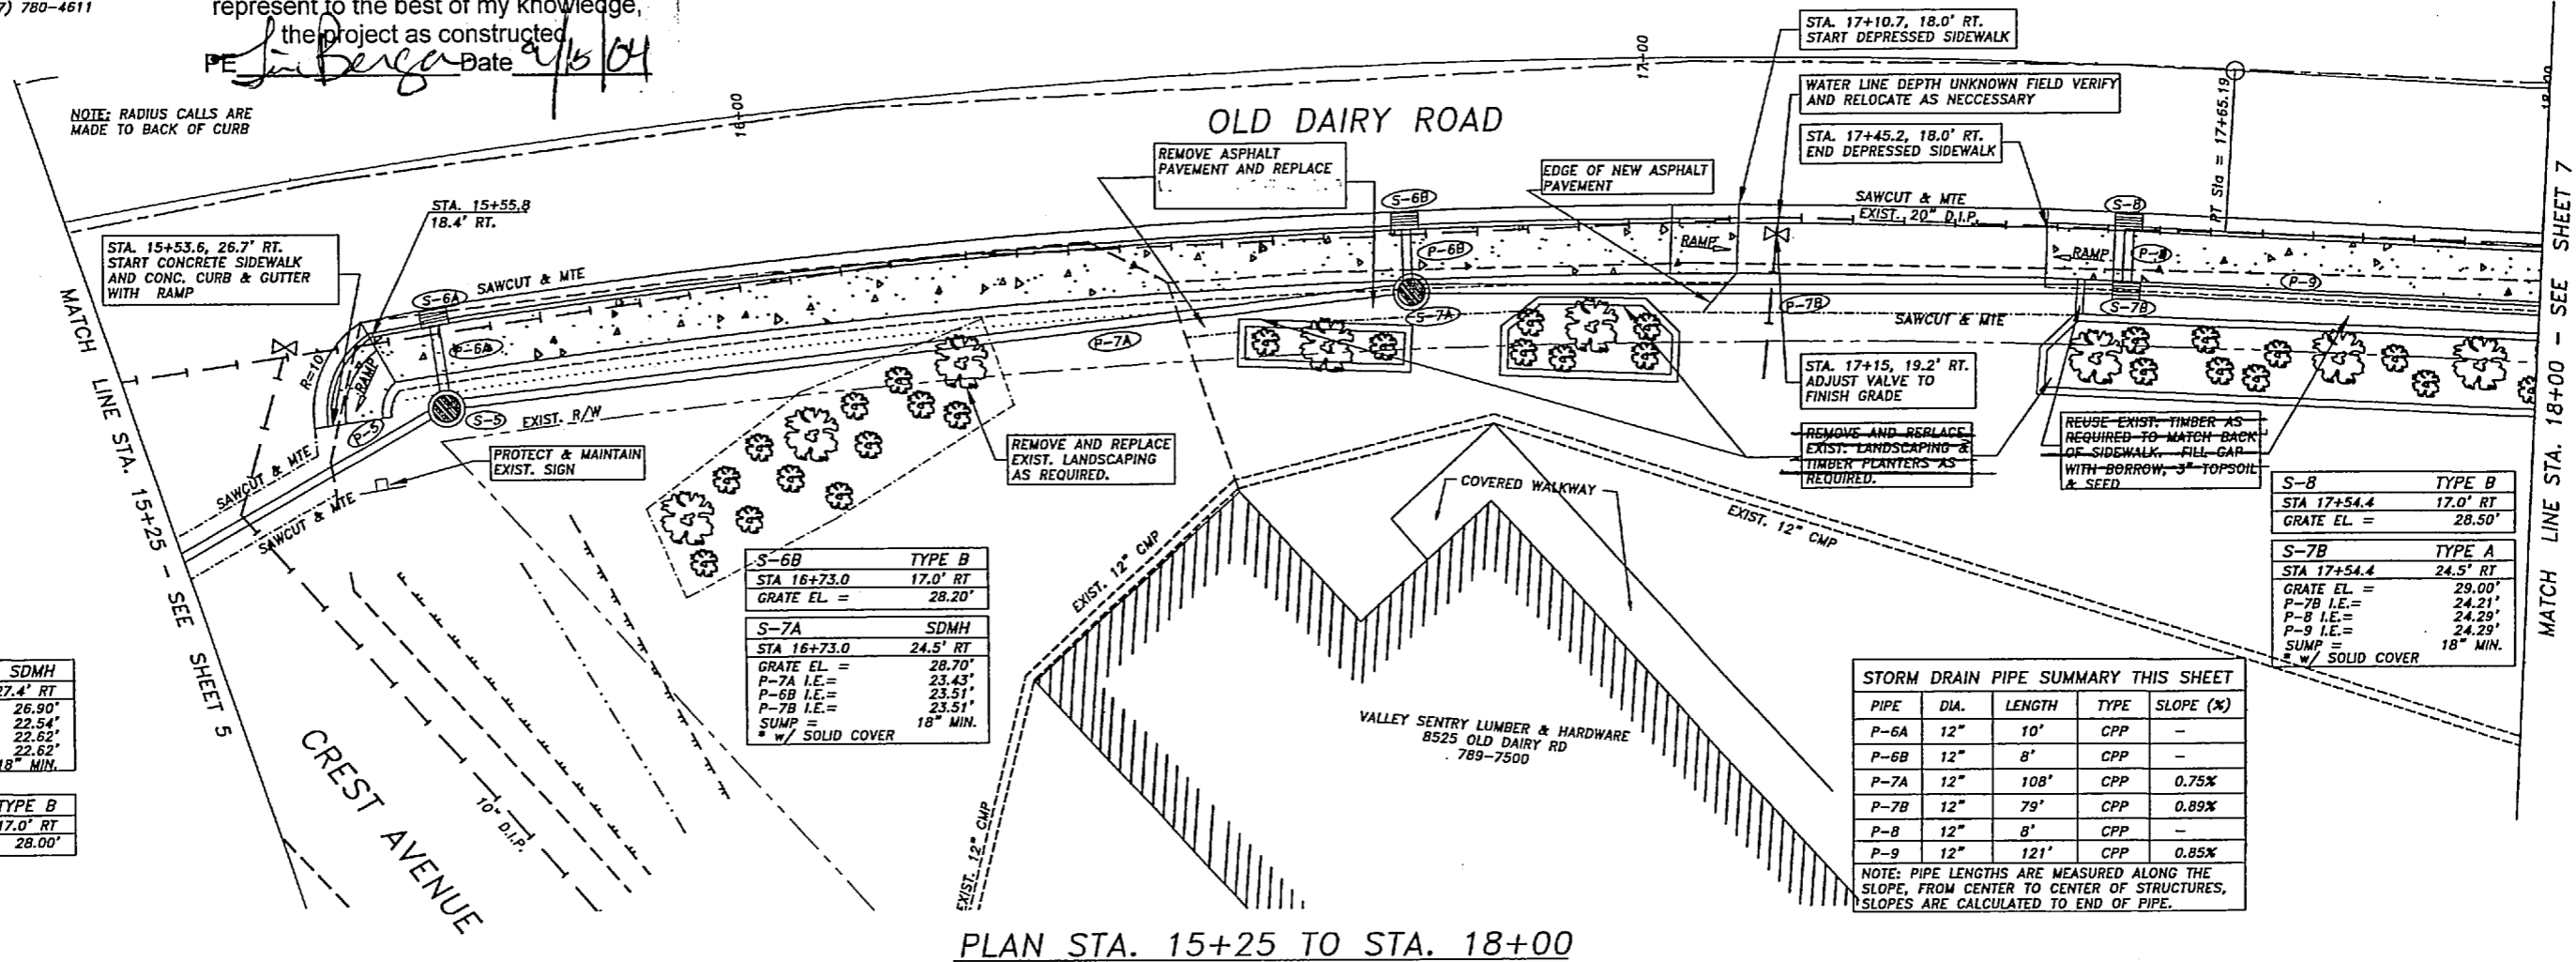 7) 780-4611
represent to the best of my knowledge,
the project as constructed
PE Date
NOTE: RADIUS CALLS ARE
MADE TO BACK OF CURB
16+00
17+00
18+00
OLD DAIRY ROAD
STA. 17+10.7, 18.0' RT.
START DEPRESSED SIDEWALK
WATER LINE DEPTH UNKNOWN FIELD VERIFY
AND RELOCATE AS NECCESSARY
STA. 17+45.2, 18.0' RT.
END DEPRESSED SIDEWALK
PT Sta = 17+65.19
REMOVE ASPHALT
PAVEMENT AND REPLACE
EDGE OF NEW ASPHALT
PAVEMENT
STA. 15+55.8
18.4' RT.
STA. 15+53.6, 26.7' RT.
START CONCRETE SIDEWALK
AND CONC. CURB & GUTTER
WITH RAMP
SAWCUT & MTE
SAWCUT & MTE
EXIST. 20" D.I.P.
S-6A
S-6B
S-8
P-6A
P-6B
P-8
P-9
RAMP
RAMP
RAMP
R=10'
P-5
S-5
P-7A
S-7A
P-7B
S-7B
SAWCUT & MTE
EXIST. R/W
SAWCUT & MTE
SAWCUT & MTE
PROTECT & MAINTAIN
EXIST. SIGN
REMOVE AND REPLACE
EXIST. LANDSCAPING
AS REQUIRED.
STA. 17+15, 19.2' RT.
ADJUST VALVE TO
FINISH GRADE
REMOVE AND REPLACE
EXIST. LANDSCAPING &
TIMBER PLANTERS AS
REQUIRED.
REUSE EXIST. TIMBER AS
REQUIRED TO MATCH BACK
OF SIDEWALK. FILL GAP
WITH BORROW, 3" TOPSOIL
& SEED
COVERED WALKWAY
EXIST. 12" CMP
EXIST. 12" CMP
EXIST. 12" CMP
MATCH LINE STA. 15+25 - SEE SHEET 5
MATCH LINE STA. 18+00 - SEE SHEET 7
S-6B TYPE B
STA 16+73.0 17.0' RT
GRATE EL. = 28.20'
S-7A SDMH
STA 16+73.0 24.5' RT
GRATE EL. = 28.70'
P-7A I.E.= 23.43'
P-6B I.E.= 23.51'
P-7B I.E.= 23.51'
SUMP = 18" MIN.
* w/ SOLID COVER
S-8 TYPE B
STA 17+54.4 17.0' RT
GRATE EL. = 28.50'
S-7B TYPE A
STA 17+54.4 24.5' RT
GRATE EL. = 29.00'
P-7B I.E.= 24.21'
P-8 I.E.= 24.29'
P-9 I.E.= 24.29'
SUMP = 18" MIN.
* w/ SOLID COVER
SDMH
27.4' RT
26.90'
22.54'
22.62'
22.62'
18" MIN.
TYPE B
17.0' RT
28.00'
CREST AVENUE
10" D.I.P.
VALLEY SENTRY LUMBER & HARDWARE
8525 OLD DAIRY RD
789-7500
STORM DRAIN PIPE SUMMARY THIS SHEET
PIPE DIA. LENGTH TYPE SLOPE (%)
P-6A 12" 10' CPP -
P-6B 12" 8' CPP -
P-7A 12" 108' CPP 0.75%
P-7B 12" 79' CPP 0.89%
P-8 12" 8' CPP -
P-9 12" 121' CPP 0.85%
NOTE: PIPE LENGTHS ARE MEASURED ALONG THE
SLOPE, FROM CENTER TO CENTER OF STRUCTURES,
SLOPES ARE CALCULATED TO END OF PIPE.
PLAN STA. 15+25 TO STA. 18+00